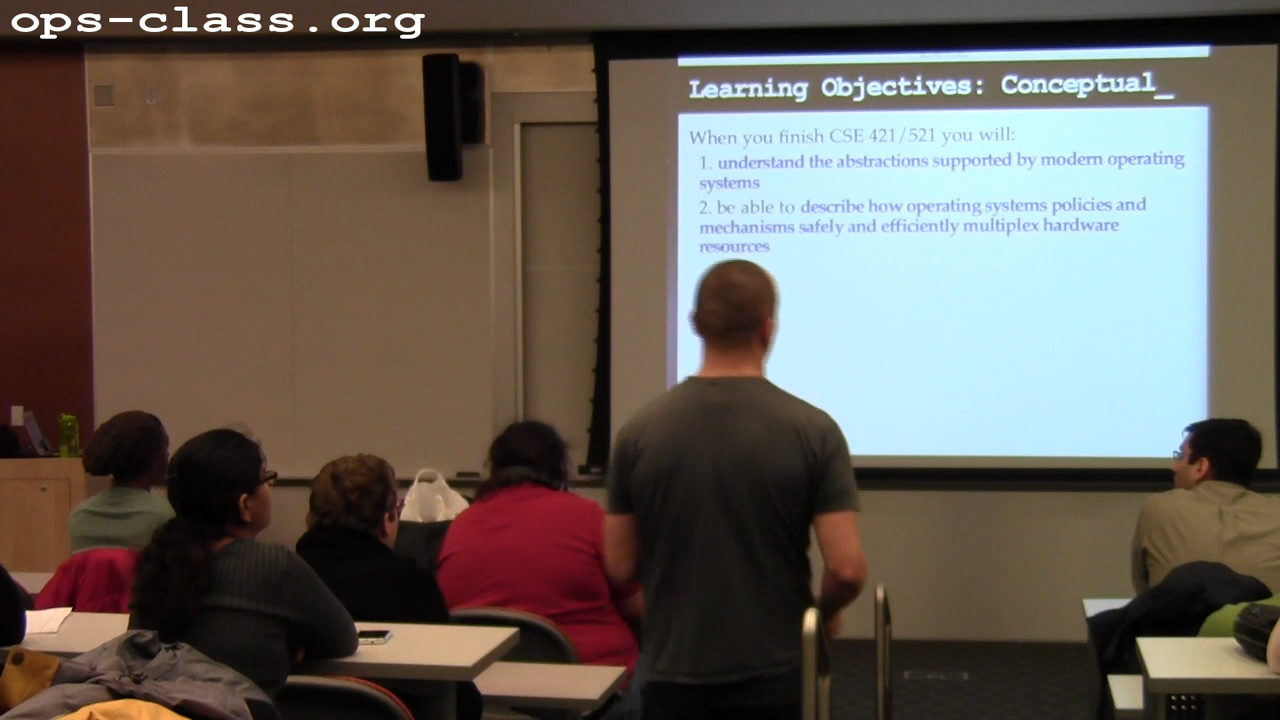 ops-class.org
Learning Objectives: Conceptual_
When you finish CSE 421/521 you will:
1. understand the abstractions supported by modern operating
systems
2. be able to describe how operating systems policies and
mechanisms safely and efficiently multiplex hardware
resources